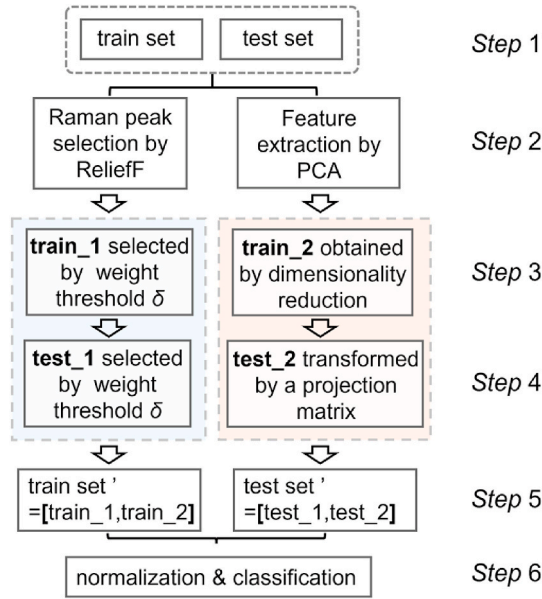 train set
test set
Step 1
Raman peak
selection by
ReliefF
Feature
extraction by
PCA
Step 2
train_1 selected
by weight
threshold δ
train_2 obtained
by dimensionality
reduction
Step 3
test_1 selected
by weight
threshold δ
test_2 transformed
by a projection
matrix
Step 4
train set ’
=[train_1,train_2]
test set ’
=[test_1,test_2]
Step 5
normalization & classification
Step 6